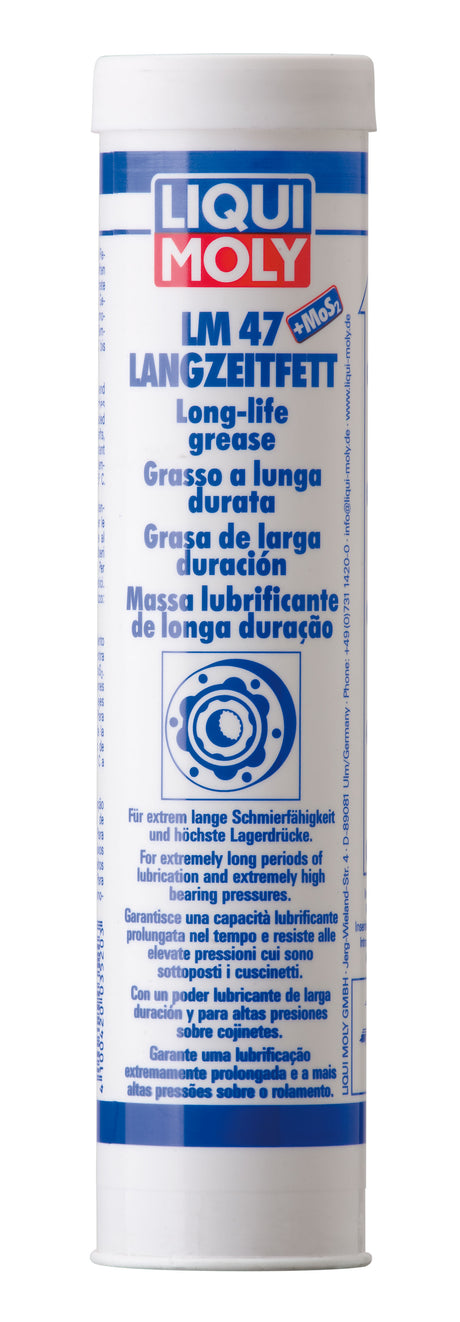 LIQUI
MOLY
LM 47
+MoS₂
LANGZEITFETT
Long-life
grease
Grasso a lunga
durata
Grasa de larga
duración
Massa lubrificante
de longa duração
Für extrem lange Schmierfähigkeit
und höchste Lagerdrücke.
For extremely long periods of
lubrication and extremely high
bearing pressures.
Garantisce una capacità lubrificante
prolungata nel tempo e resiste alle
elevate pressioni cui sono
sottoposti i cuscinetti.
Con un poder lubricante de larga
duración y para altas presiones
sobre cojinetes.
Garante uma lubrificação
extremamente prolongada e a mais
altas pressões sobre o rolamento.
LIQUI MOLY GMBH · Jerg-Wieland-Str. 4 · D-89081 Ulm/Germany · Phone: +49 (0)731 1420-0 · info@liqui-moly.de · www.liqui-moly.de